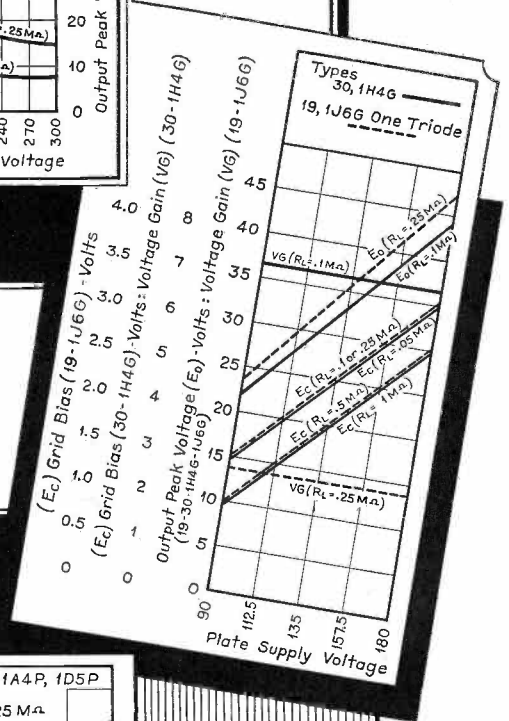 .25MΩ)
20
10
0
Output Peak
240
270
300
Voltage
Types
30, 1H4G
19, 1J6G One Triode
(Ec) Grid Bias (19-1J6G) - Volts
4.0
3.5
3.0
2.5
2.0
1.5
1.0
0.5
0
(Ec) Grid Bias (30-1H4G)-Volts: Voltage Gain (VG) (30-1H4G)
8
7
6
5
4
3
2
1
0
Output Peak Voltage (Eo)-Volts: Voltage Gain (VG) (19-1J6G)
(19-30-1H4G-1J6G)
45
40
35
30
25
20
15
10
5
0
Eo (RL=.25MΩ)
Eo (RL=.1MΩ)
VG (RL=.1MΩ)
Ec (RL=.1 or .25MΩ)
Ec (RL=.05MΩ)
Ec (RL=.5MΩ)
Ec (RL=.1MΩ)
VG (RL=.25MΩ)
90
112.5
135
157.5
180
Plate Supply Voltage
1A4P, 1D5P
25 MΩ